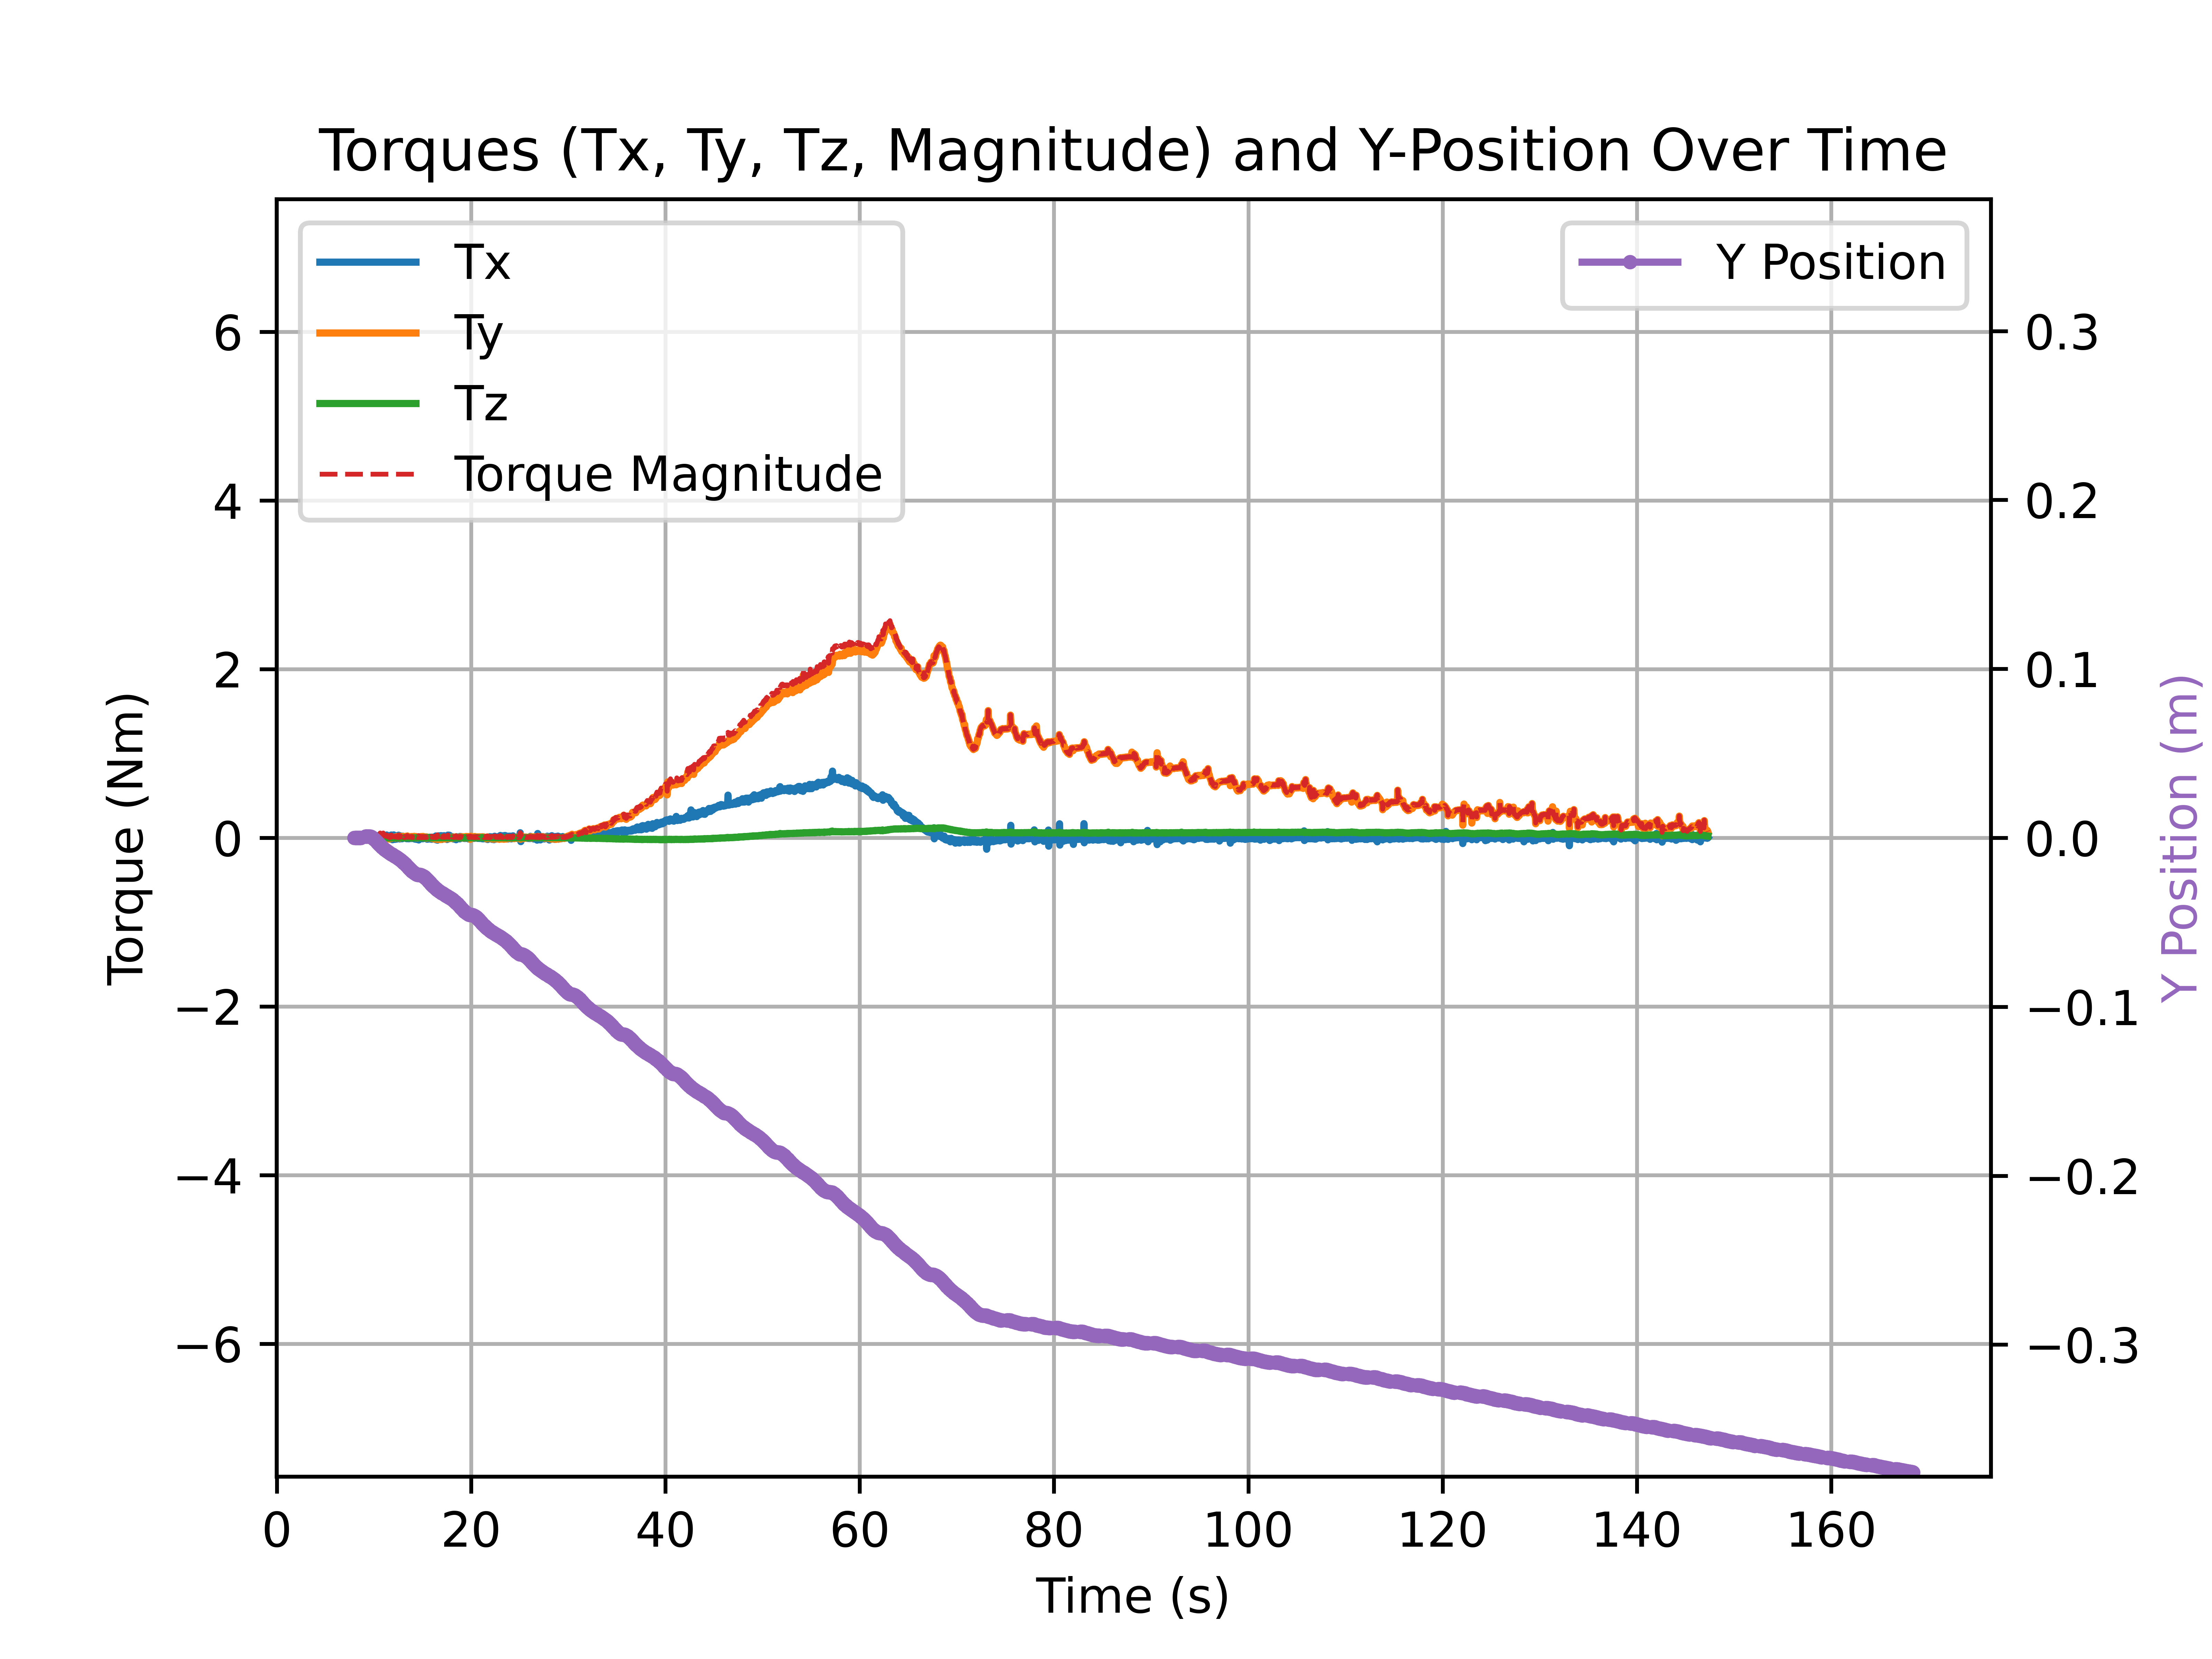 Torques (Tx, Ty, Tz, Magnitude) and Y-Position Over Time
Tx
Ty
Tz
Torque Magnitude
Y Position
6
4
2
0
−2
−4
−6
Torque (Nm)
0.3
0.2
0.1
0.0
−0.1
−0.2
−0.3
Y Position (m)
0 20 40 60 80 100 120 140 160
Time (s)